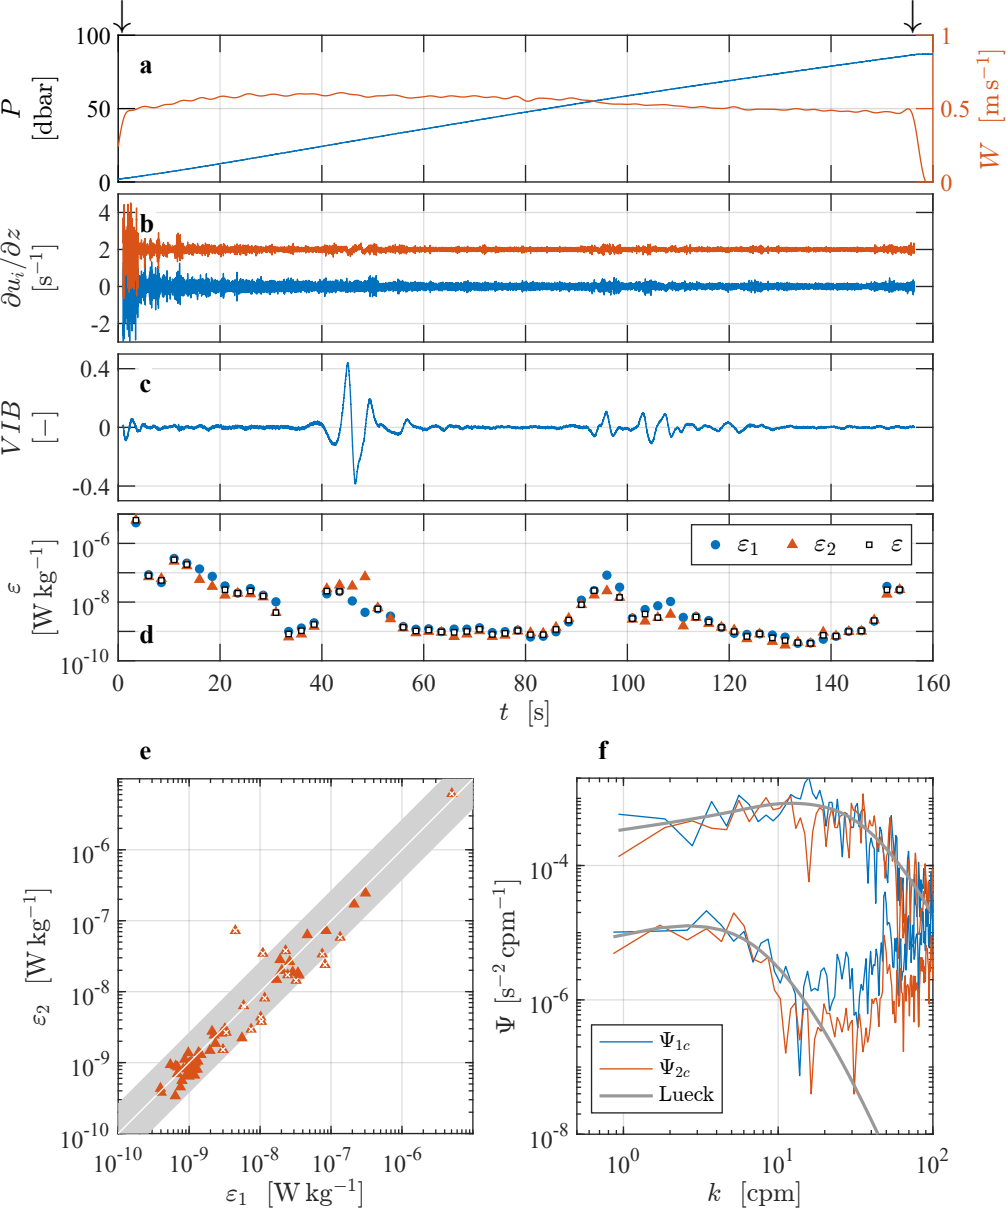 100
50
0
P
[dbar]
a
1
0.5
0
W [m s⁻¹]
4
2
0
-2
∂uᵢ/∂z
[s⁻¹]
b
0.4
0
-0.4
VIB
[−]
c
10⁻⁶
10⁻⁸
10⁻¹⁰
ε
[W kg⁻¹]
d
ε₁ ε₂ ε
0 20 40 60 80 100 120 140 160
t [s]
e
10⁻⁶
10⁻⁷
10⁻⁸
10⁻⁹
10⁻¹⁰
ε₂ [W kg⁻¹]
10⁻¹⁰ 10⁻⁹ 10⁻⁸ 10⁻⁷ 10⁻⁶
ε₁ [W kg⁻¹]
f
10⁻⁴
10⁻⁶
10⁻⁸
Ψ [s⁻² cpm⁻¹]
Ψ₁c
Ψ₂c
Lueck
10⁰ 10¹ 10²
k [cpm]